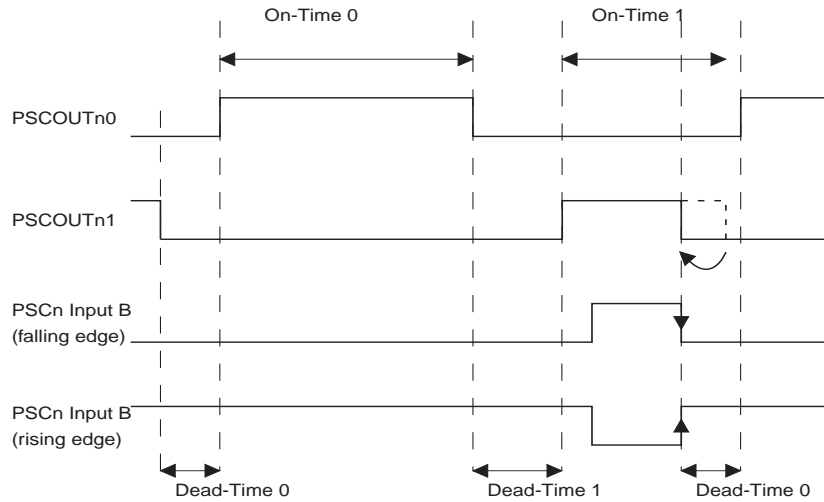 On-Time 0
On-Time 1
PSCOUTn0
PSCOUTn1
PSCn Input B
(falling edge)
PSCn Input B
(rising edge)
Dead-Time 0
Dead-Time 1
Dead-Time 0